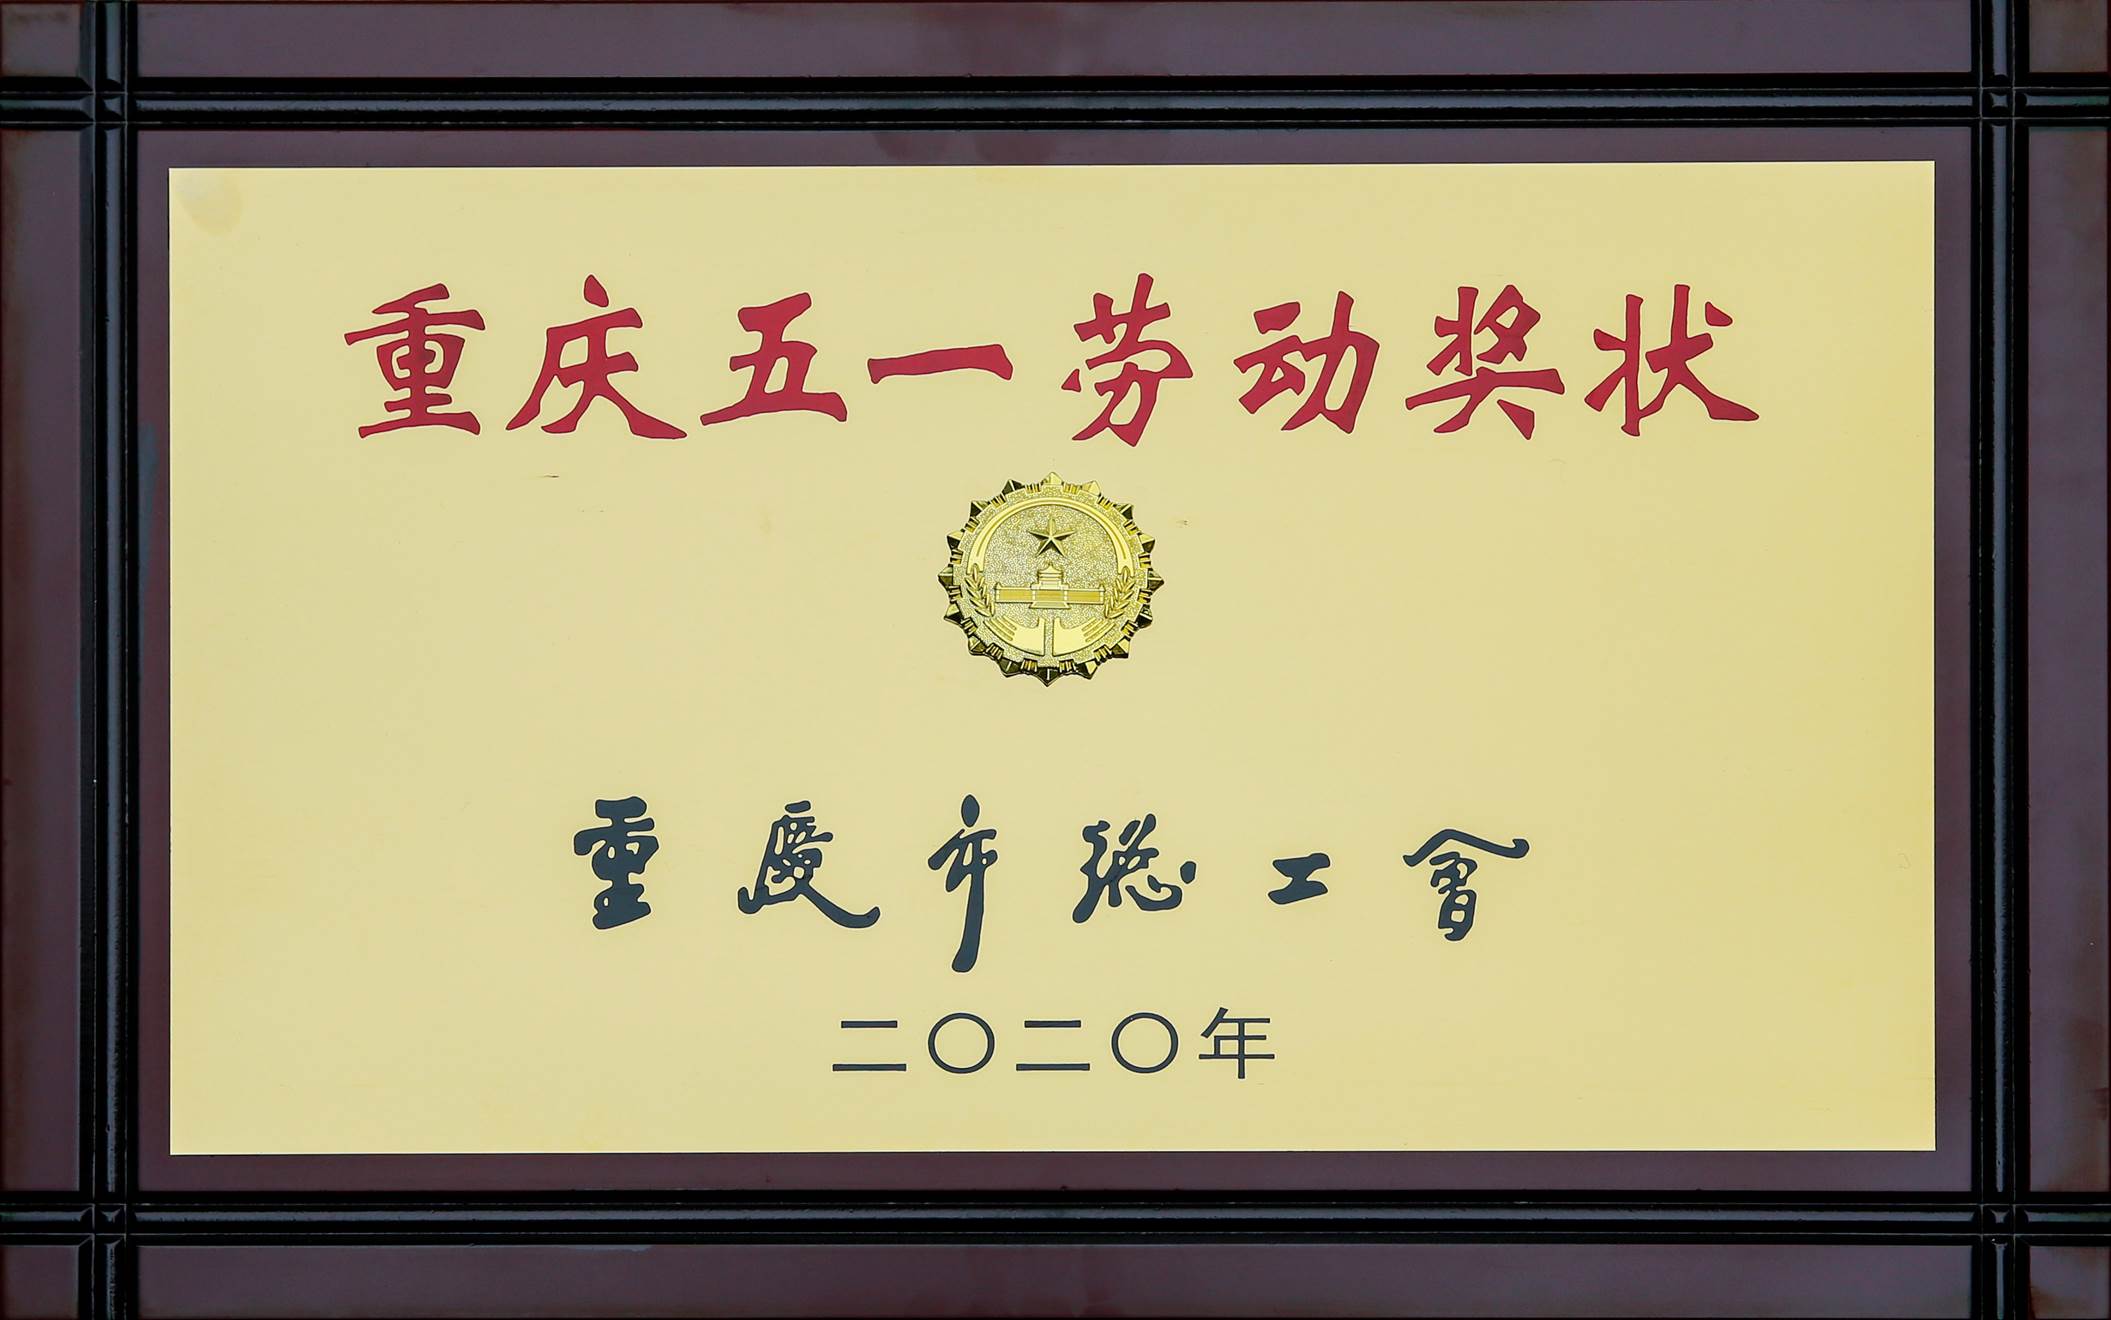 重庆五一劳动奖状
重慶市總工會
二〇二〇年